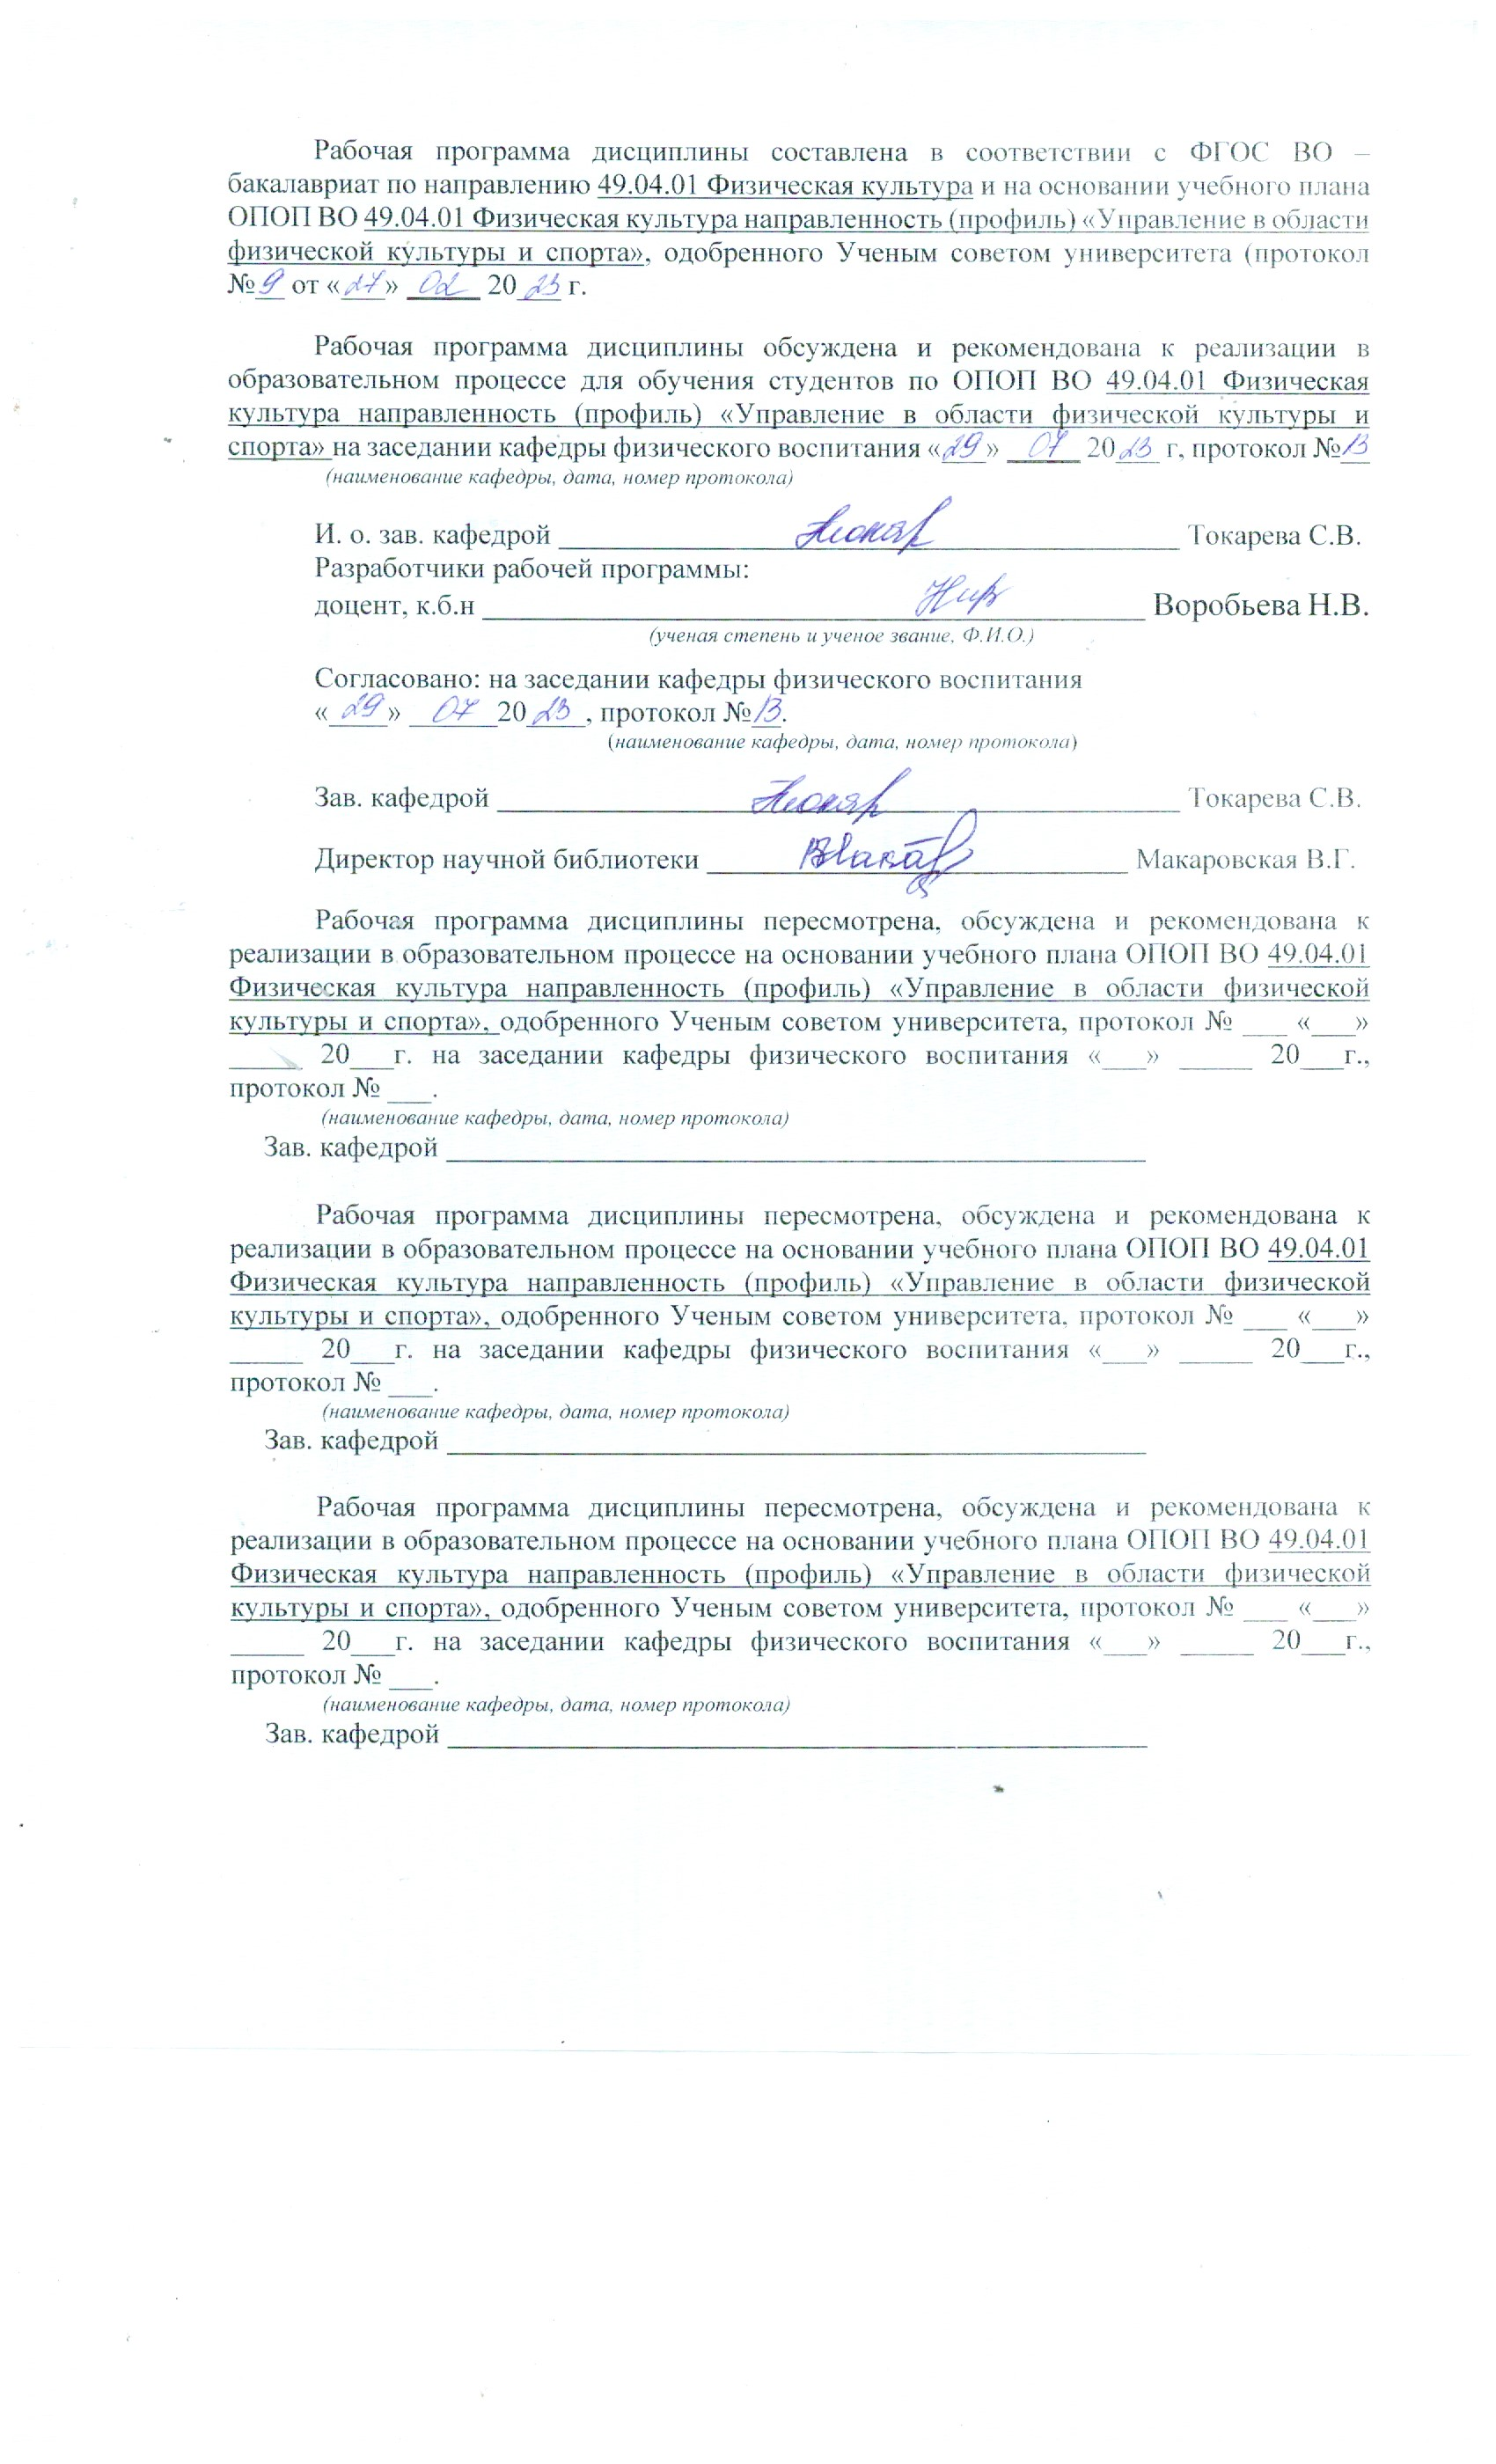 Рабочая программа дисциплины составлена в соответствии с ФГОС ВО –
бакалавриат по направлению 49.04.01 Физическая культура и на основании учебного плана
ОПОП ВО 49.04.01 Физическая культура направленность (профиль) «Управление в области
физической культуры и спорта», одобренного Ученым советом университета (протокол
№ 9 от «27» 02 2023 г.
Рабочая программа дисциплины обсуждена и рекомендована к реализации в
образовательном процессе для обучения студентов по ОПОП ВО 49.04.01 Физическая
культура направленность (профиль) «Управление в области физической культуры и
спорта» на заседании кафедры физического воспитания «29» 07 2023 г, протокол №13
(наименование кафедры, дата, номер протокола)
И. о. зав. кафедрой ____ Токарева С.В.
Разработчики рабочей программы:
доцент, к.б.н ____ Воробьева Н.В.
(ученая степень и ученое звание, Ф.И.О.)
Согласовано: на заседании кафедры физического воспитания
«29» 07 2023, протокол №13.
(наименование кафедры, дата, номер протокола)
Зав. кафедрой ____ Токарева С.В.
Директор научной библиотеки ____ Макаровская В.Г.
Рабочая программа дисциплины пересмотрена, обсуждена и рекомендована к
реализации в образовательном процессе на основании учебного плана ОПОП ВО 49.04.01
Физическая культура направленность (профиль) «Управление в области физической
культуры и спорта», одобренного Ученым советом университета, протокол № ___ «___»
_____ 20___г. на заседании кафедры физического воспитания «___» _____ 20___г.,
протокол № ___.
(наименование кафедры, дата, номер протокола)
Зав. кафедрой ____
Рабочая программа дисциплины пересмотрена, обсуждена и рекомендована к
реализации в образовательном процессе на основании учебного плана ОПОП ВО 49.04.01
Физическая культура направленность (профиль) «Управление в области физической
культуры и спорта», одобренного Ученым советом университета, протокол № ___ «___»
_____ 20___г. на заседании кафедры физического воспитания «___» _____ 20___г.,
протокол № ___.
(наименование кафедры, дата, номер протокола)
Зав. кафедрой ____
Рабочая программа дисциплины пересмотрена, обсуждена и рекомендована к
реализации в образовательном процессе на основании учебного плана ОПОП ВО 49.04.01
Физическая культура направленность (профиль) «Управление в области физической
культуры и спорта», одобренного Ученым советом университета, протокол № ___ «___»
_____ 20___г. на заседании кафедры физического воспитания «___» _____ 20___г.,
протокол № ___.
(наименование кафедры, дата, номер протокола)
Зав. кафедрой ____